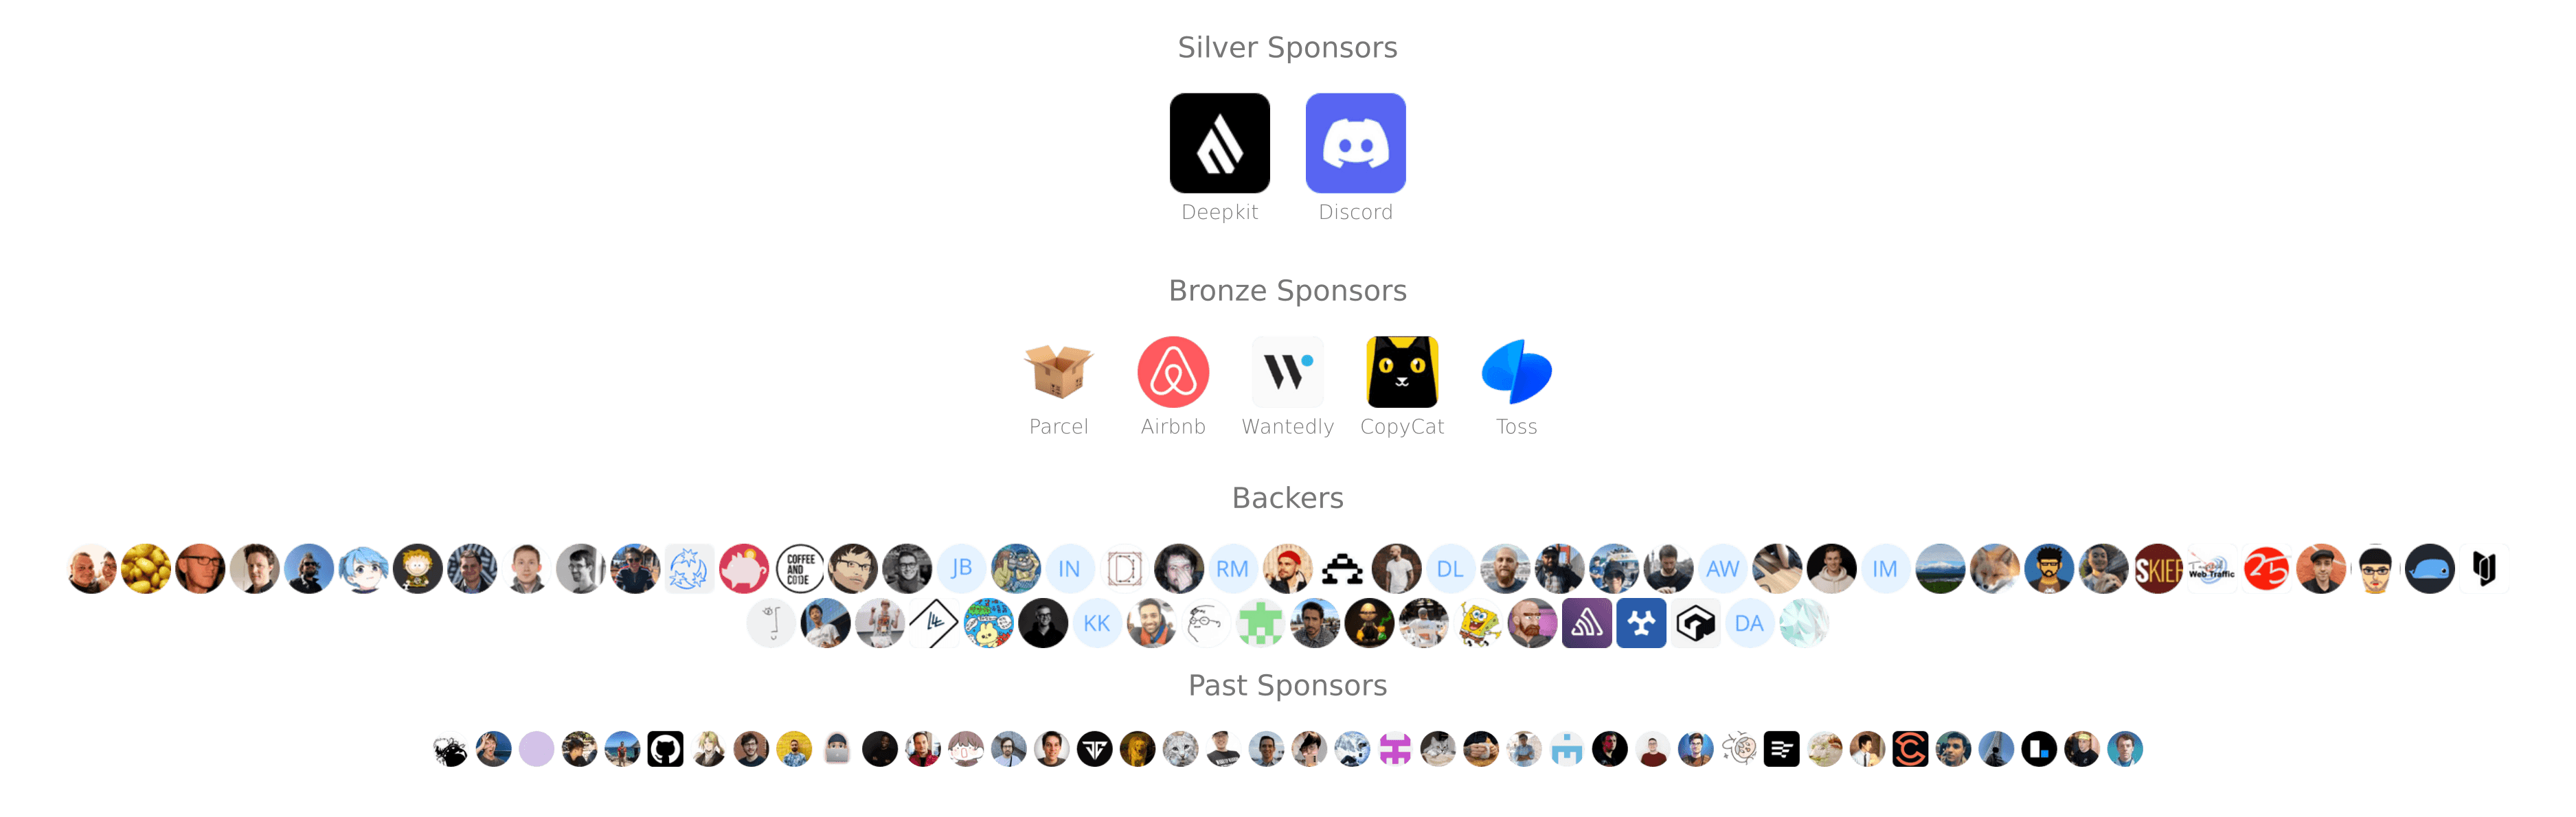 Silver Sponsors
Deepkit Discord
Bronze Sponsors
Parcel Airbnb Wantedly CopyCat Toss
Backers
COFFEE AND CODE JB IN D RM DL AW IM SKIEF Web Traffic 25
KK DA
Past Sponsors